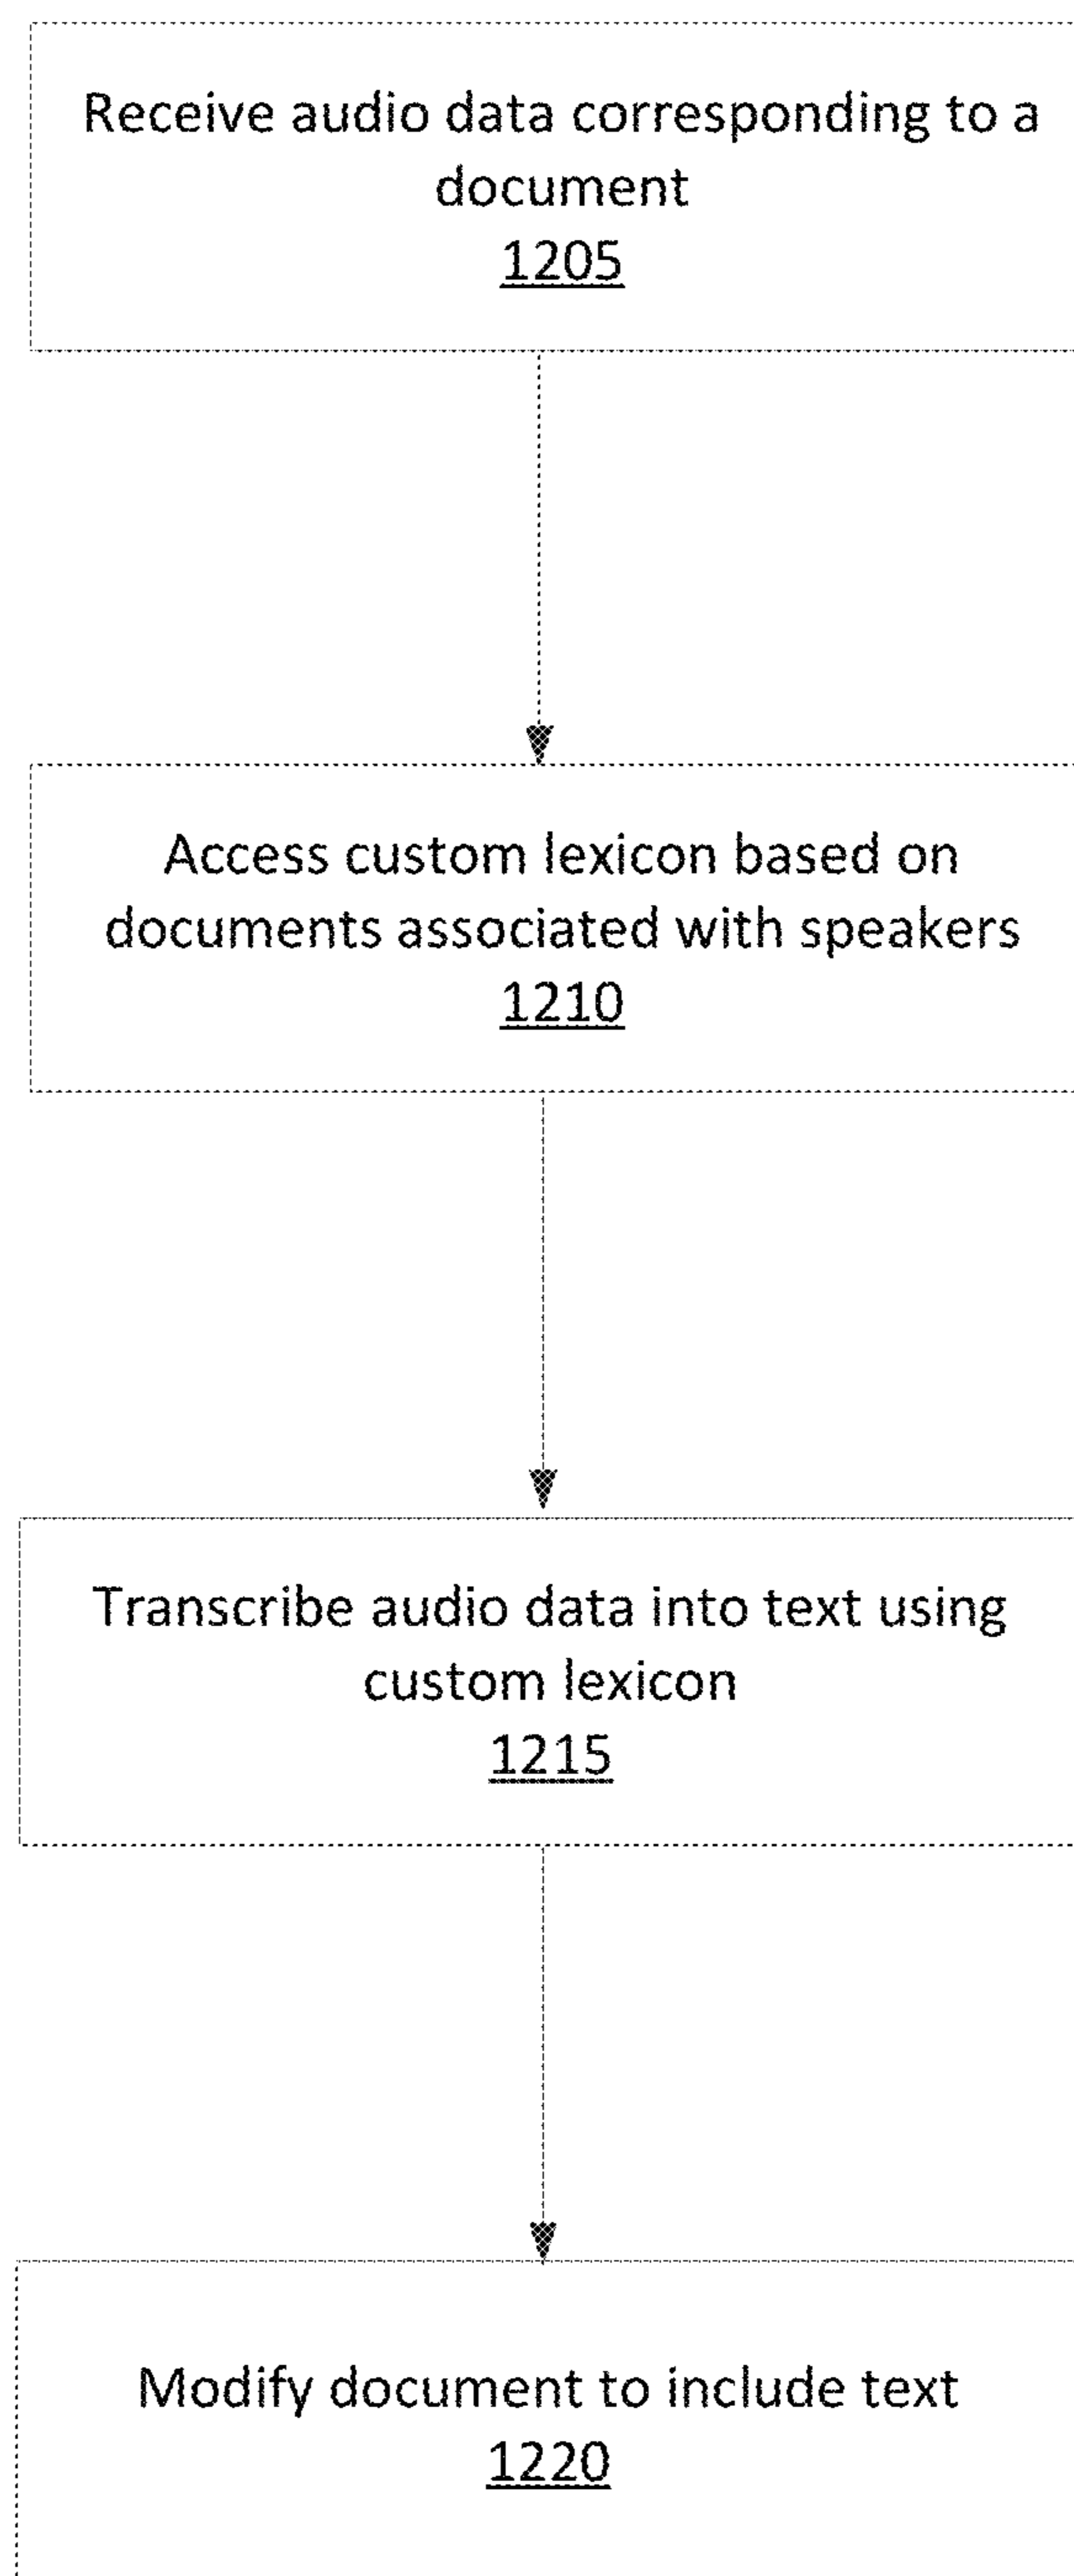 Receive audio data corresponding to a
document
1205
Access custom lexicon based on
documents associated with speakers
1210
Transcribe audio data into text using
custom lexicon
1215
Modify document to include text
1220